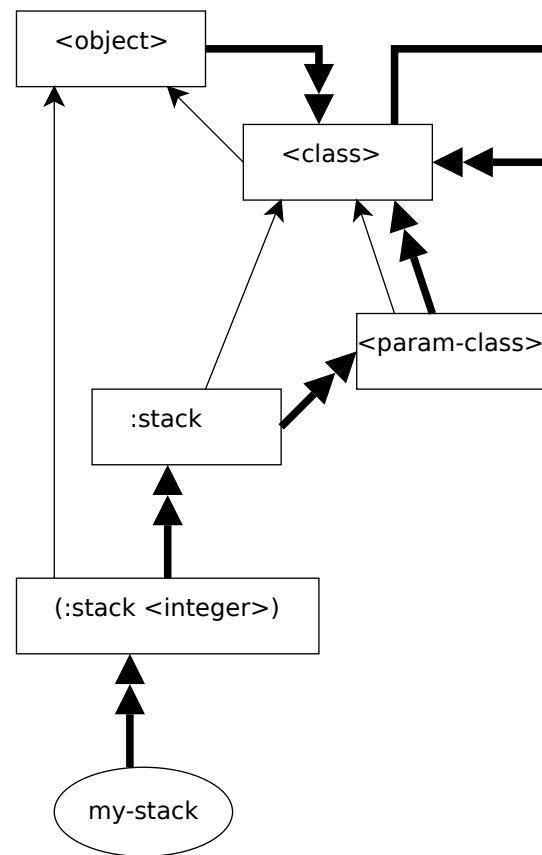 <object>
<class>
<param-class>
:stack
(:stack <integer>)
my-stack